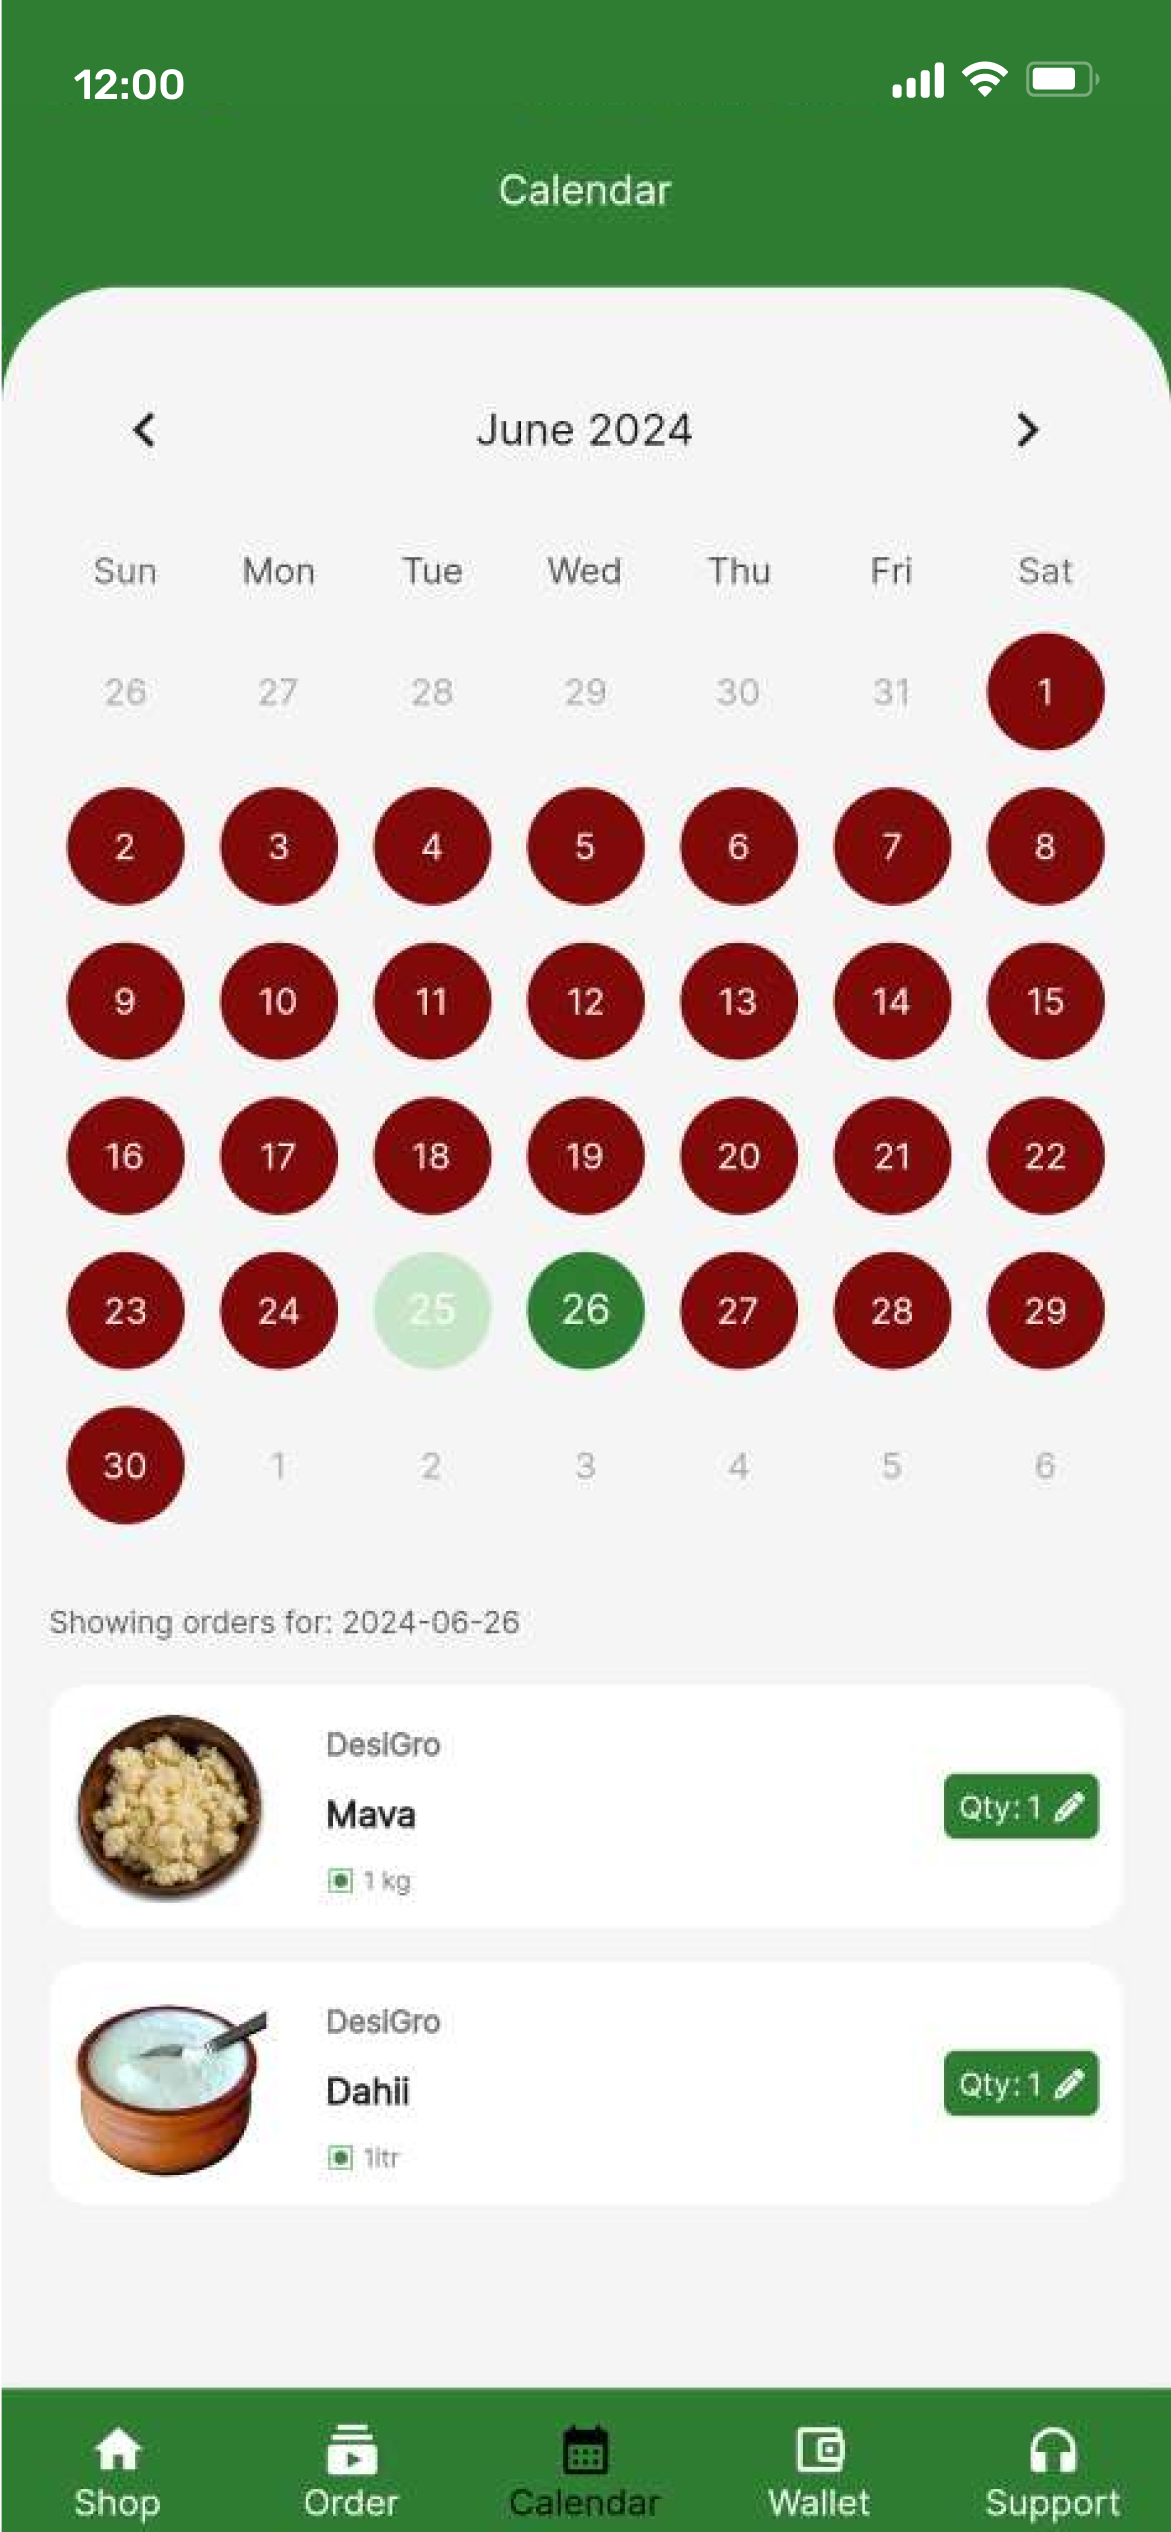 12:00
Calendar
June 2024
Sun Mon Tue Wed Thu Fri Sat
26 27 28 29 30 31 1
2 3 4 5 6 7 8
9 10 11 12 13 14 15
16 17 18 19 20 21 22
23 24 25 26 27 28 29
30 1 2 3 4 5 6
Showing orders for: 2024-06-26
DesiGro
Mava
Qty: 1
1 kg
DesiGro
Dahii
Qty: 1
1ltr
Shop Order Calendar Wallet Support